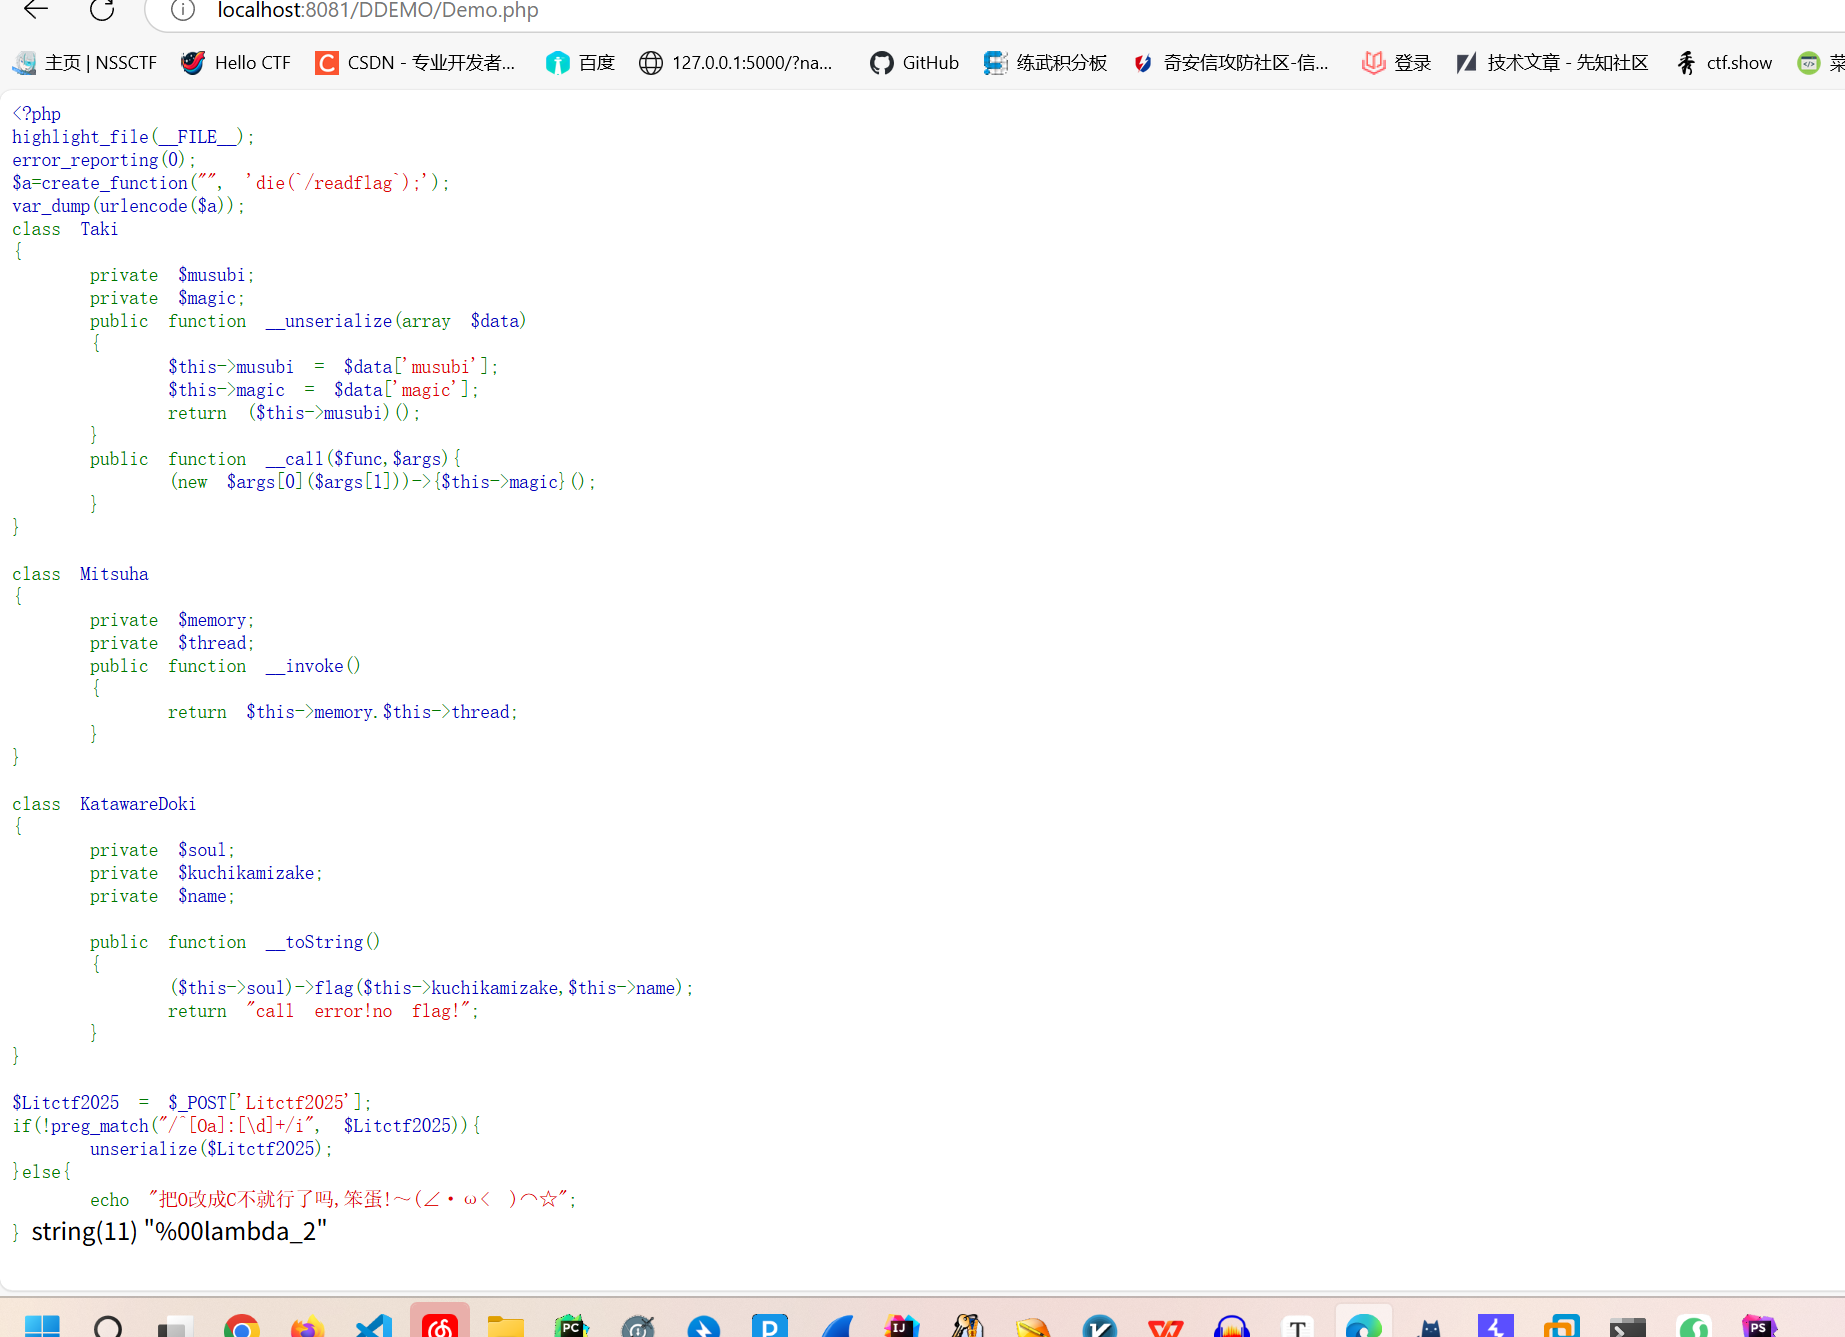 localhost:8081/DDEMO/Demo.php
主页 | NSSCTF Hello CTF CSDN - 专业开发者... 百度 127.0.0.1:5000/?na... GitHub 练武积分板 奇安信攻防社区-信... 登录 技术文章 - 先知社区 ctf.show 菜
<?php
highlight_file(__FILE__);
error_reporting(0);
$a=create_function("", 'die(`/readflag`);');
var_dump(urlencode($a));
class Taki
{
private $musubi;
private $magic;
public function __unserialize(array $data)
{
$this->musubi = $data['musubi'];
$this->magic = $data['magic'];
return ($this->musubi)();
}
public function __call($func,$args){
(new $args[0]($args[1]))->{$this->magic}();
}
}
class Mitsuha
{
private $memory;
private $thread;
public function __invoke()
{
return $this->memory.$this->thread;
}
}
class KatawareDoki
{
private $soul;
private $kuchikamizake;
private $name;
public function __toString()
{
($this->soul)->flag($this->kuchikamizake,$this->name);
return "call error!no flag!";
}
}
$Litctf2025 = $_POST['Litctf2025'];
if(!preg_match("/^[Oa]:[\d]+/i", $Litctf2025)){
unserialize($Litctf2025);
}else{
echo "把O改成C不就行了吗,笨蛋!～(∠・ω< )⌒☆";
} string(11) "%00lambda_2"
PC
IJ
T
PS